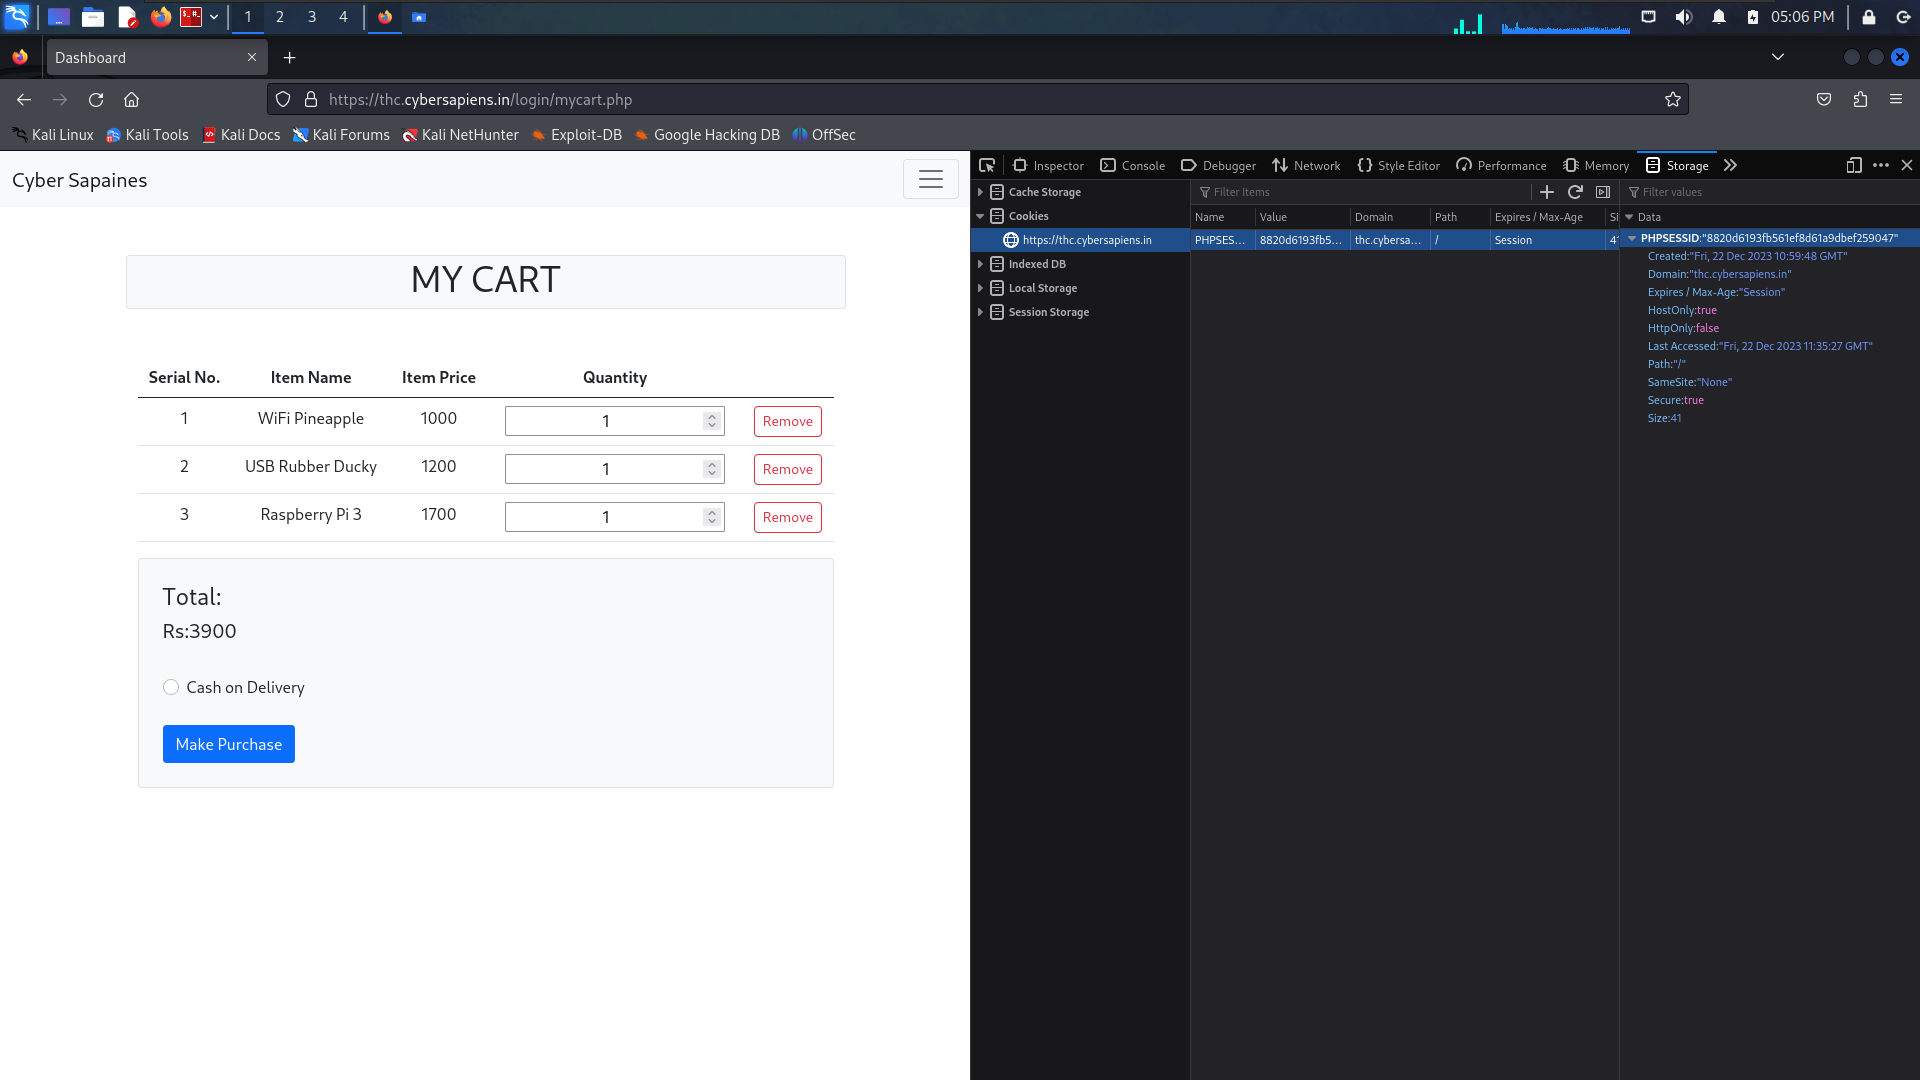 1 2 3 4 05:06 PM
Dashboard
https://thc.cybersapiens.in/login/mycart.php
Kali Linux Kali Tools Kali Docs Kali Forums Kali NetHunter Exploit-DB Google Hacking DB OffSec
Cyber Sapaines
MY CART
Serial No. Item Name Item Price Quantity
1 WiFi Pineapple 1000 1 Remove
2 USB Rubber Ducky 1200 1 Remove
3 Raspberry Pi 3 1700 1 Remove
Total:
Rs:3900
Cash on Delivery
Make Purchase
Inspector Console Debugger Network Style Editor Performance Memory Storage
Cache Storage
Cookies
https://thc.cybersapiens.in
Indexed DB
Local Storage
Session Storage
Filter Items
Name Value Domain Path Expires / Max-Age Si
PHPSES... 8820d6193fb5... thc.cybersa... / Session 41
Filter values
Data
PHPSESSID:"8820d6193fb561ef8d61a9dbef259047"
Created:"Fri, 22 Dec 2023 10:59:48 GMT"
Domain:"thc.cybersapiens.in"
Expires / Max-Age:"Session"
HostOnly:true
HttpOnly:false
Last Accessed:"Fri, 22 Dec 2023 11:35:27 GMT"
Path:"/"
SameSite:"None"
Secure:true
Size:41